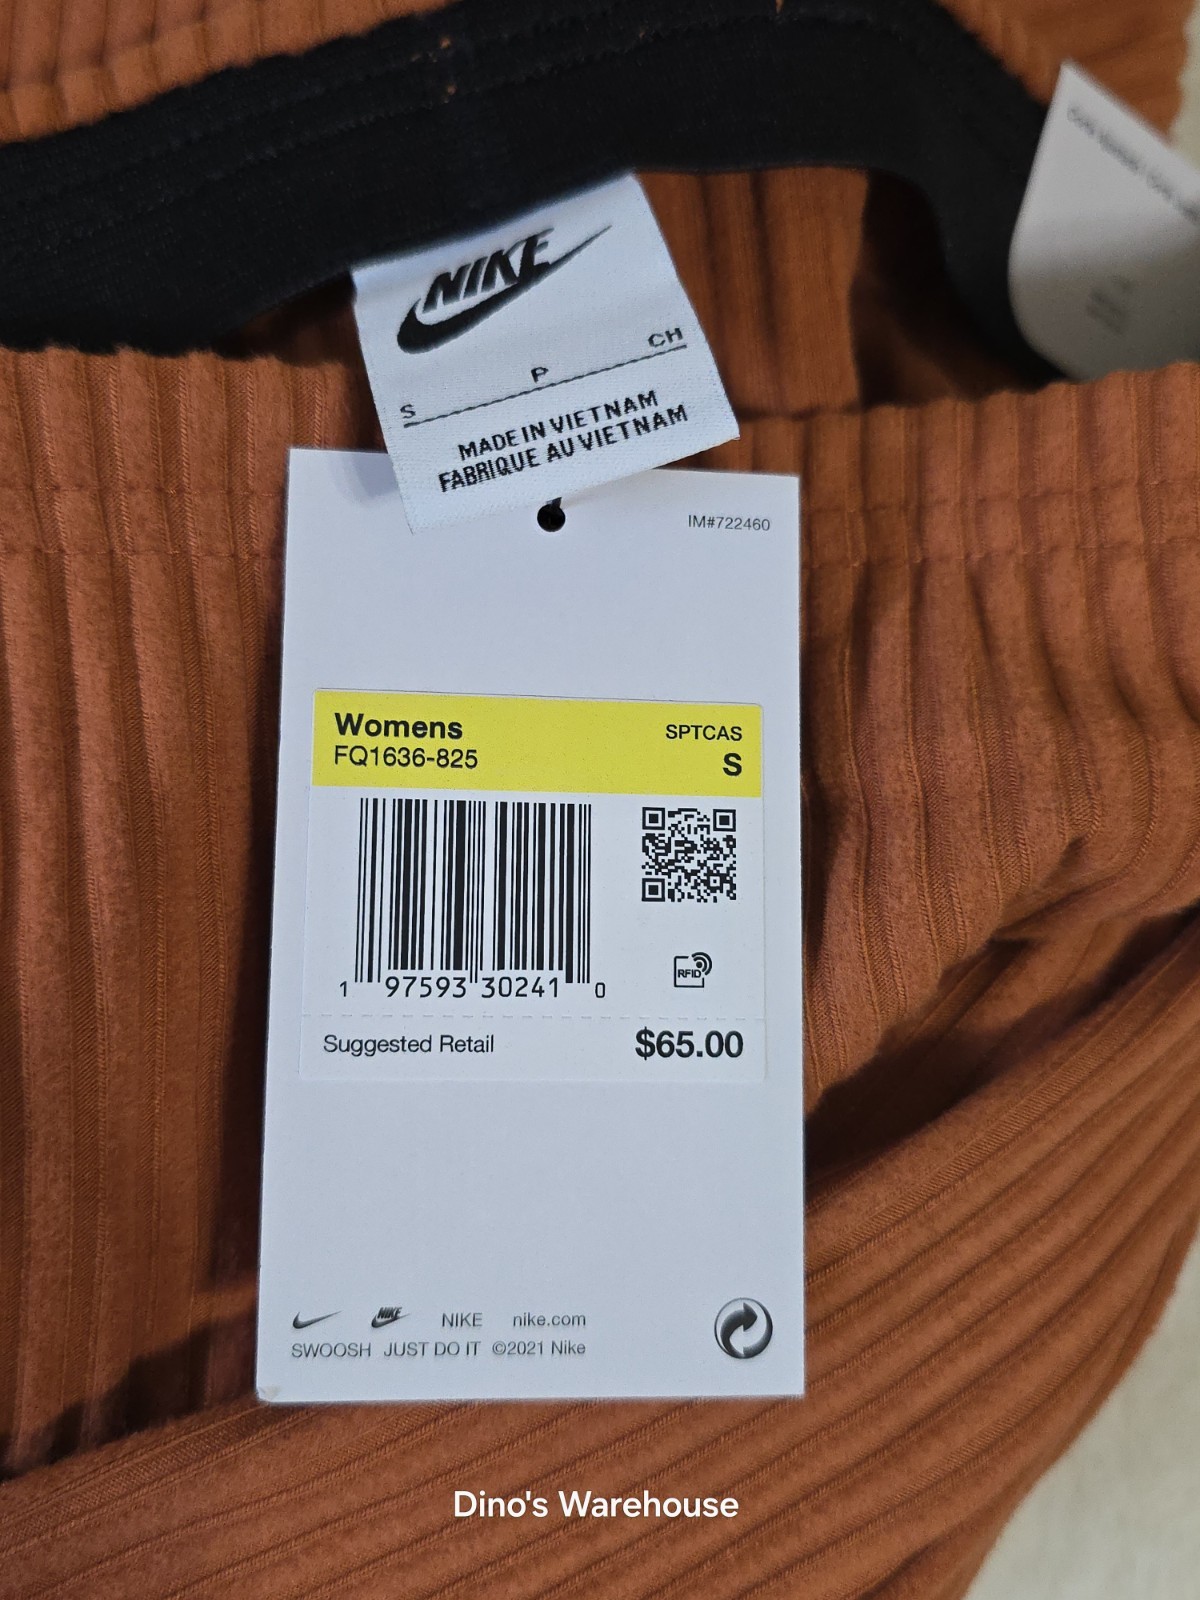 NIKE
S P CH
MADE IN VIETNAM
FABRIQUE AU VIETNAM
IM#722460
Womens SPTCAS
FQ1636-825 S
1 97593 30241 0
RFID
Suggested Retail $65.00
NIKE NIKE nike.com
SWOOSH JUST DO IT ©2021 Nike
Dino's Warehouse